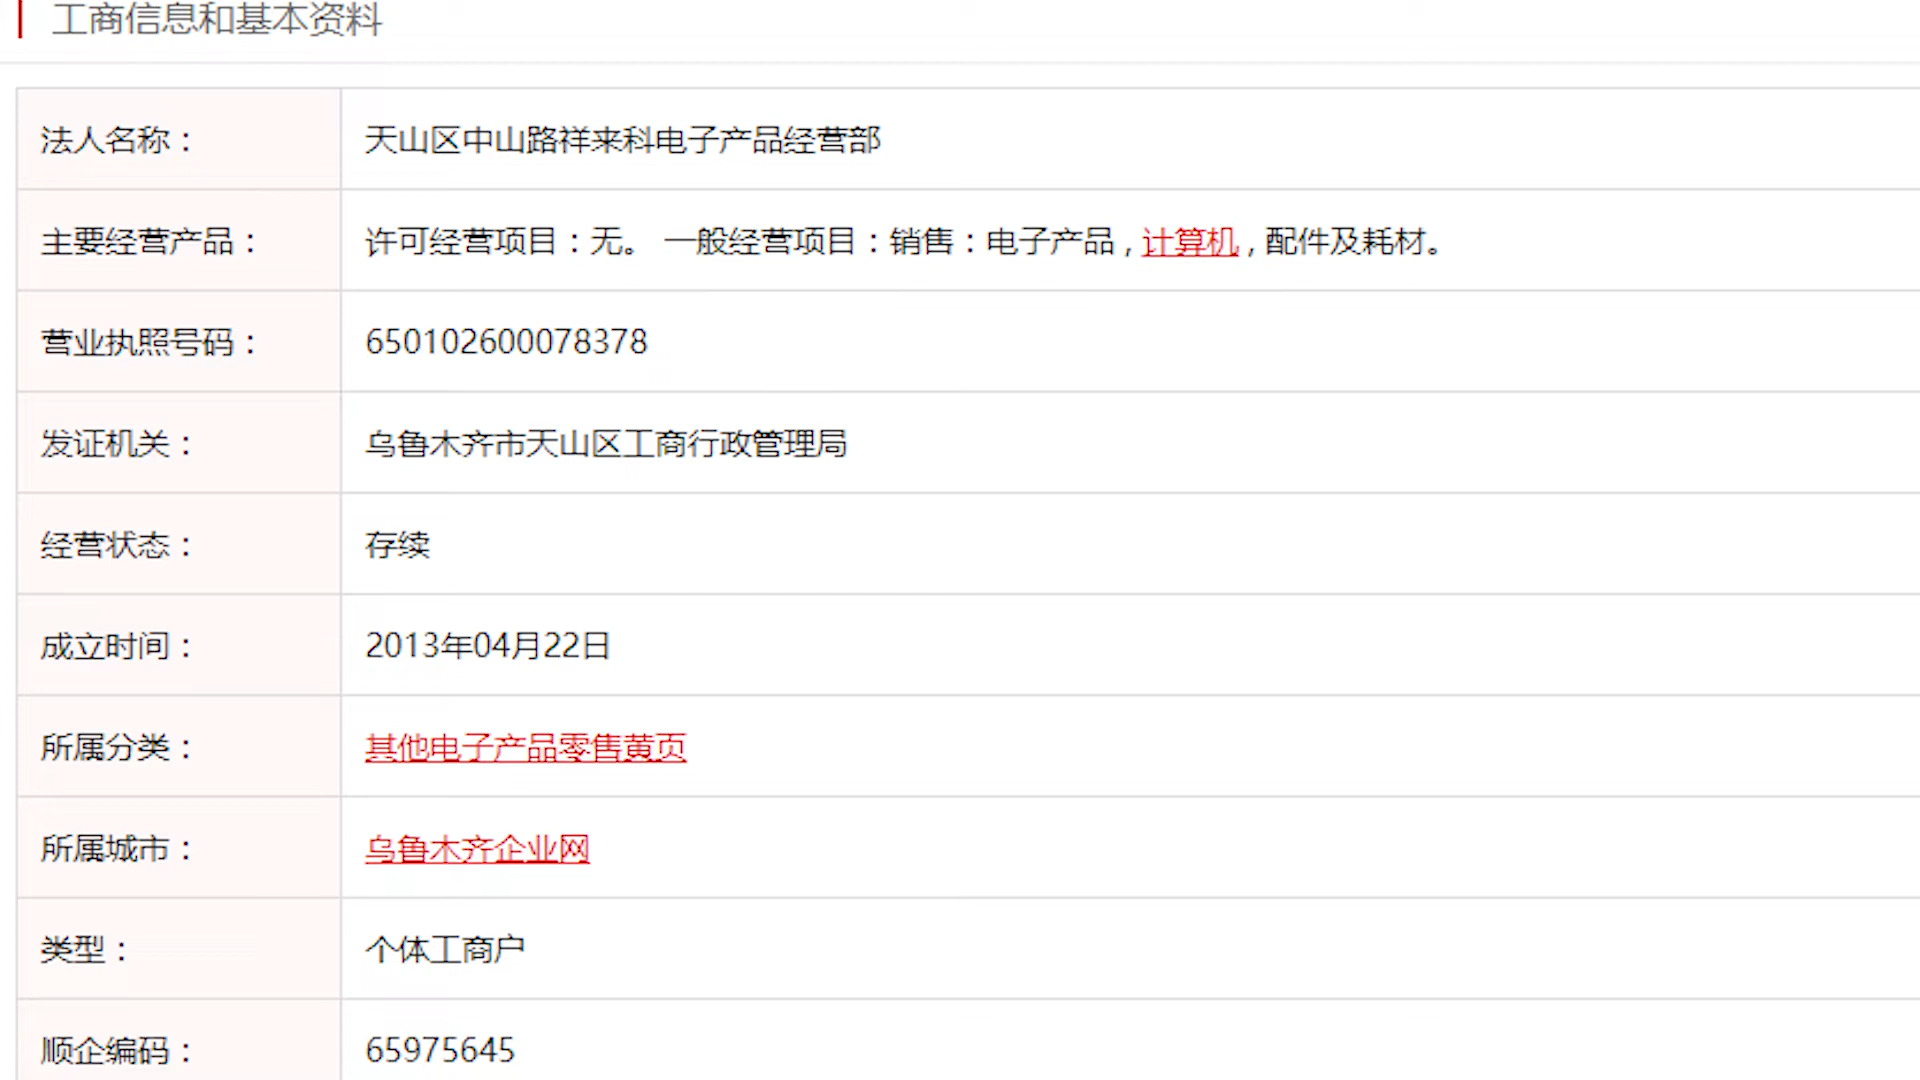 工商信息和基本资料
法人名称：
天山区中山路祥来科电子产品经营部
主要经营产品：
许可经营项目：无。 一般经营项目：销售：电子产品，计算机，配件及耗材。
营业执照号码：
650102600078378
发证机关：
乌鲁木齐市天山区工商行政管理局
经营状态：
存续
成立时间：
2013年04月22日
所属分类：
其他电子产品零售黄页
所属城市：
乌鲁木齐企业网
类型：
个体工商户
顺企编码：
65975645